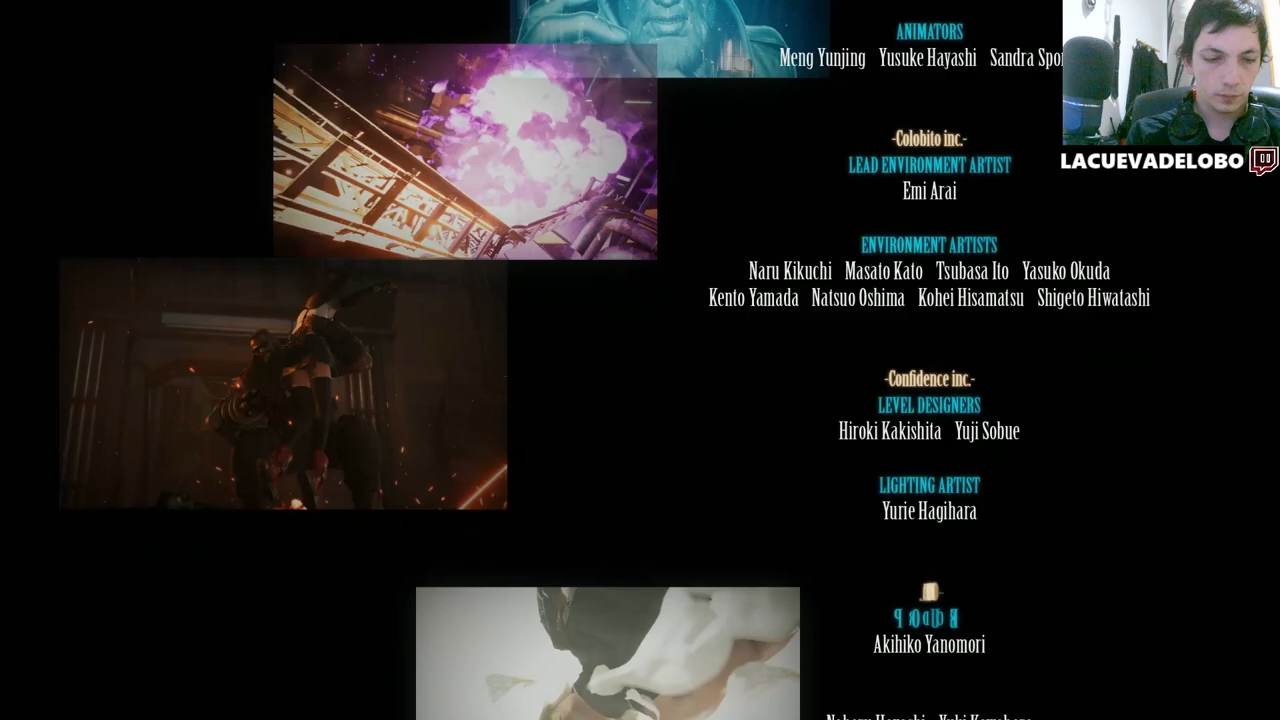 ANIMATORS
Meng Yunjing Yusuke Hayashi Sandra
LACUEVADELOBO
-Colobito inc.-
LEAD ENVIRONMENT ARTIST
Emi Arai
ENVIRONMENT ARTISTS
Naru Kikuchi Masato Kato Tsubasa Ito Yasuko Okuda
Kento Yamada Natsuo Oshima Kohei Hisamatsu Shigeto Hiwatashi
-Confidence inc.-
LEVEL DESIGNERS
Hiroki Kakishita Yuji Sobue
LIGHTING ARTIST
Yurie Hagihara
Akihiko Yanomori